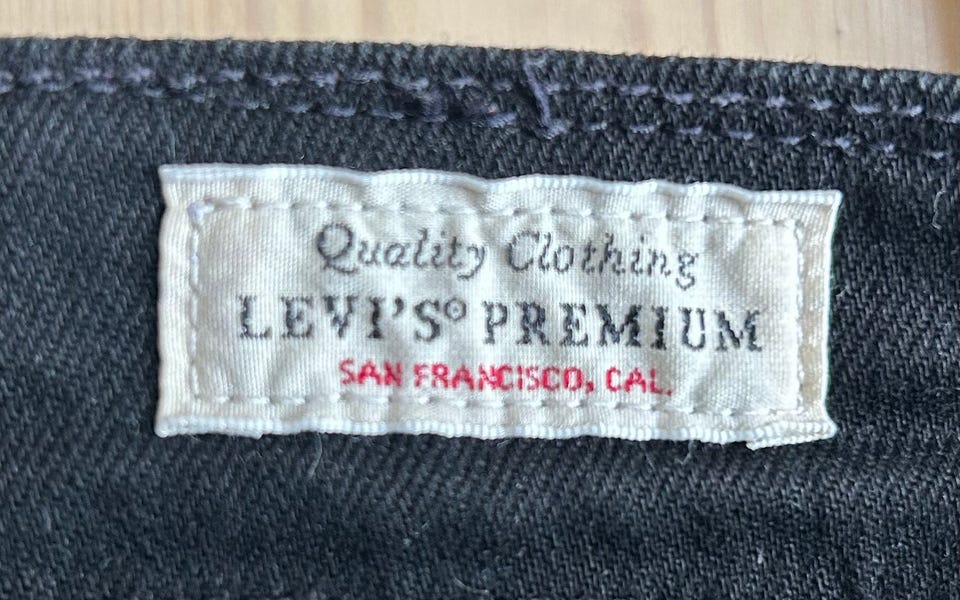 Quality Clothing
LEVI'S® PREMIUM
SAN FRANCISCO, CAL.